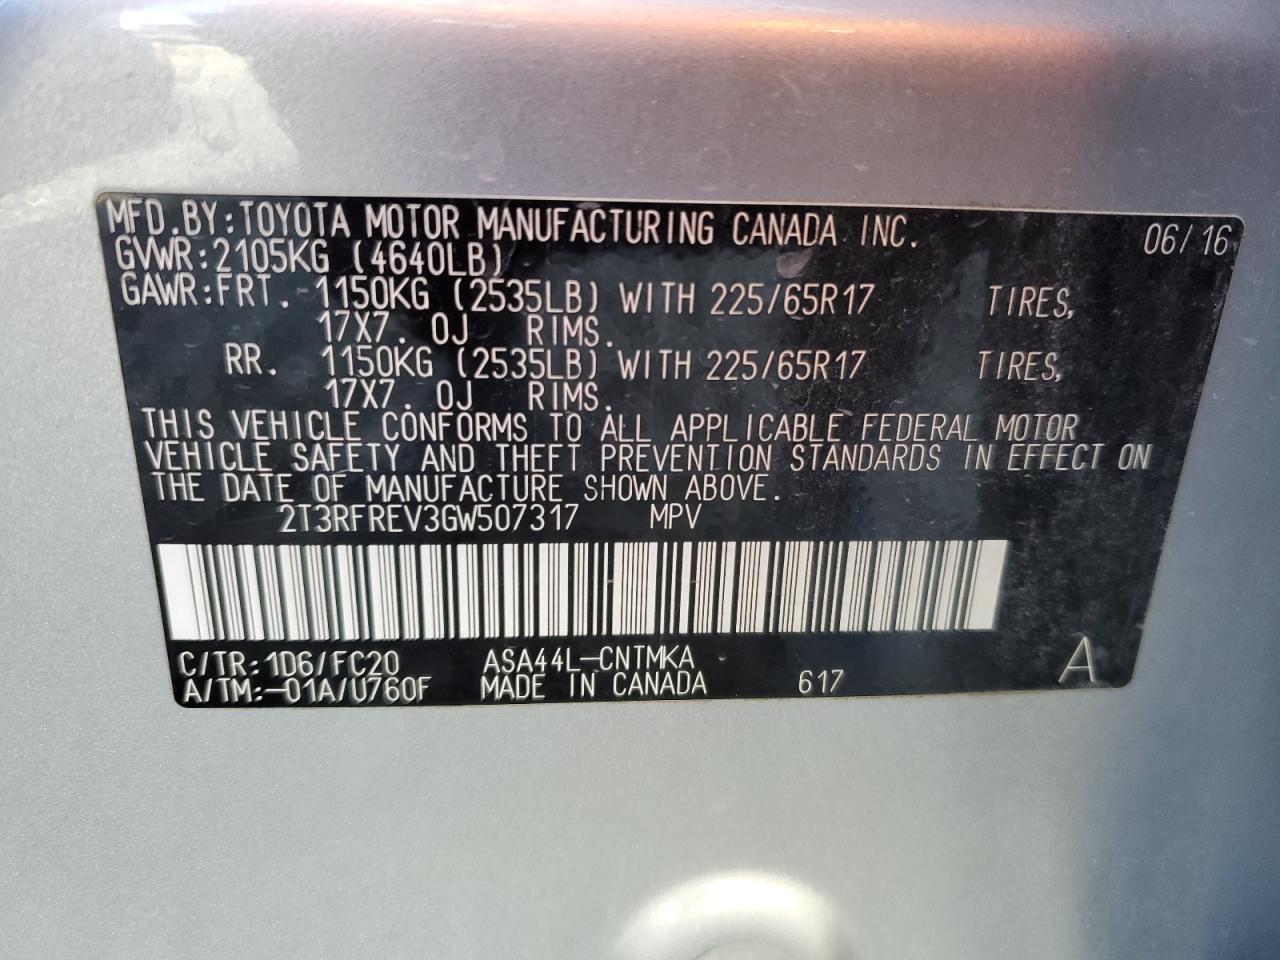 MFD.BY:TOYOTA MOTOR MANUFACTURING CANADA INC. 06/16
GVWR:2105KG (4640LB)
GAWR:FRT. 1150KG (2535LB) WITH 225/65R17 TIRES,
17X7. 0J RIMS.
RR. 1150KG (2535LB) WITH 225/65R17 TIRES,
17X7. 0J RIMS.
THIS VEHICLE CONFORMS TO ALL APPLICABLE FEDERAL MOTOR
VEHICLE SAFETY AND THEFT PREVENTION STANDARDS IN EFFECT ON
THE DATE OF MANUFACTURE SHOWN ABOVE.
2T3RFREV3GW507317 MPV
C/TR:1D6/FC20 ASA44L-CNTMKA A
A/TM:-01A/U760F MADE IN CANADA 617